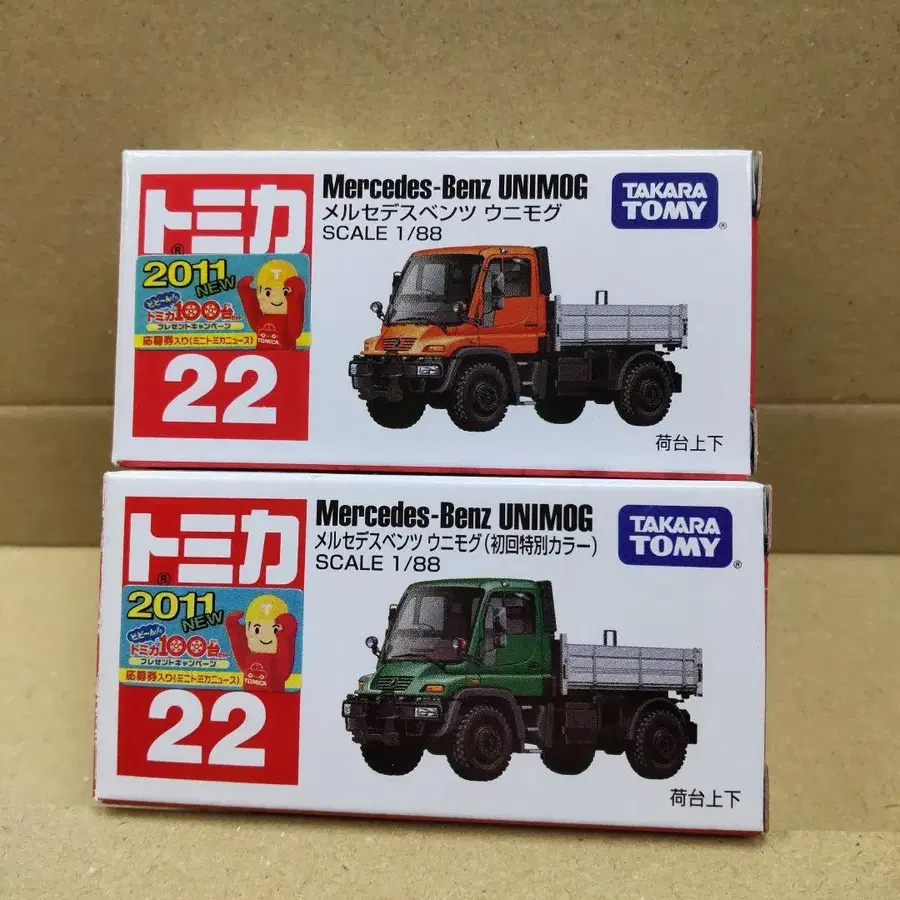 トミカ
®
2011
NEW
トミカ100台
プレゼントキャンペーン
応募券入り(ミニトミカニュース)
T
TOMICA
22
Mercedes-Benz UNIMOG
メルセデスベンツ ウニモグ
SCALE 1/88
TAKARA
TOMY
®
荷台上下
トミカ
®
2011
NEW
トミカ100台
プレゼントキャンペーン
応募券入り(ミニトミカニュース)
T
TOMICA
22
Mercedes-Benz UNIMOG
メルセデスベンツ ウニモグ(初回特別カラー)
SCALE 1/88
TAKARA
TOMY
®
荷台上下